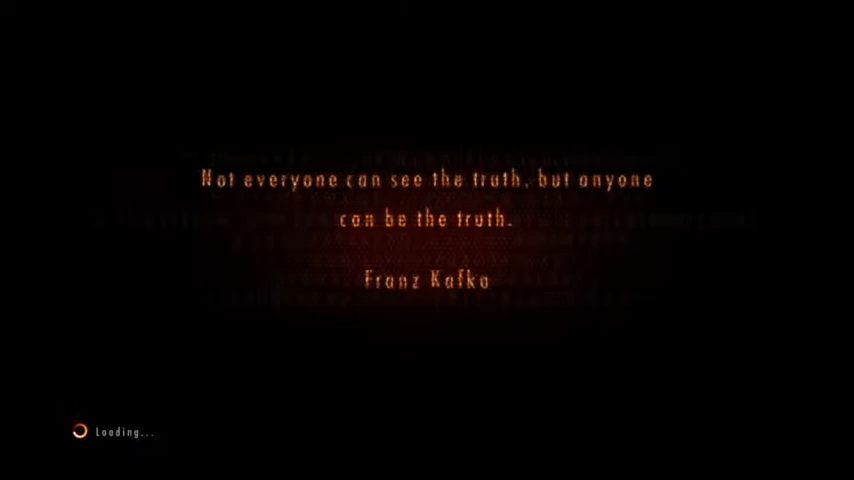 Not everyone can see the truth, but anyone
can be the truth.
Franz Kafka
Loading...